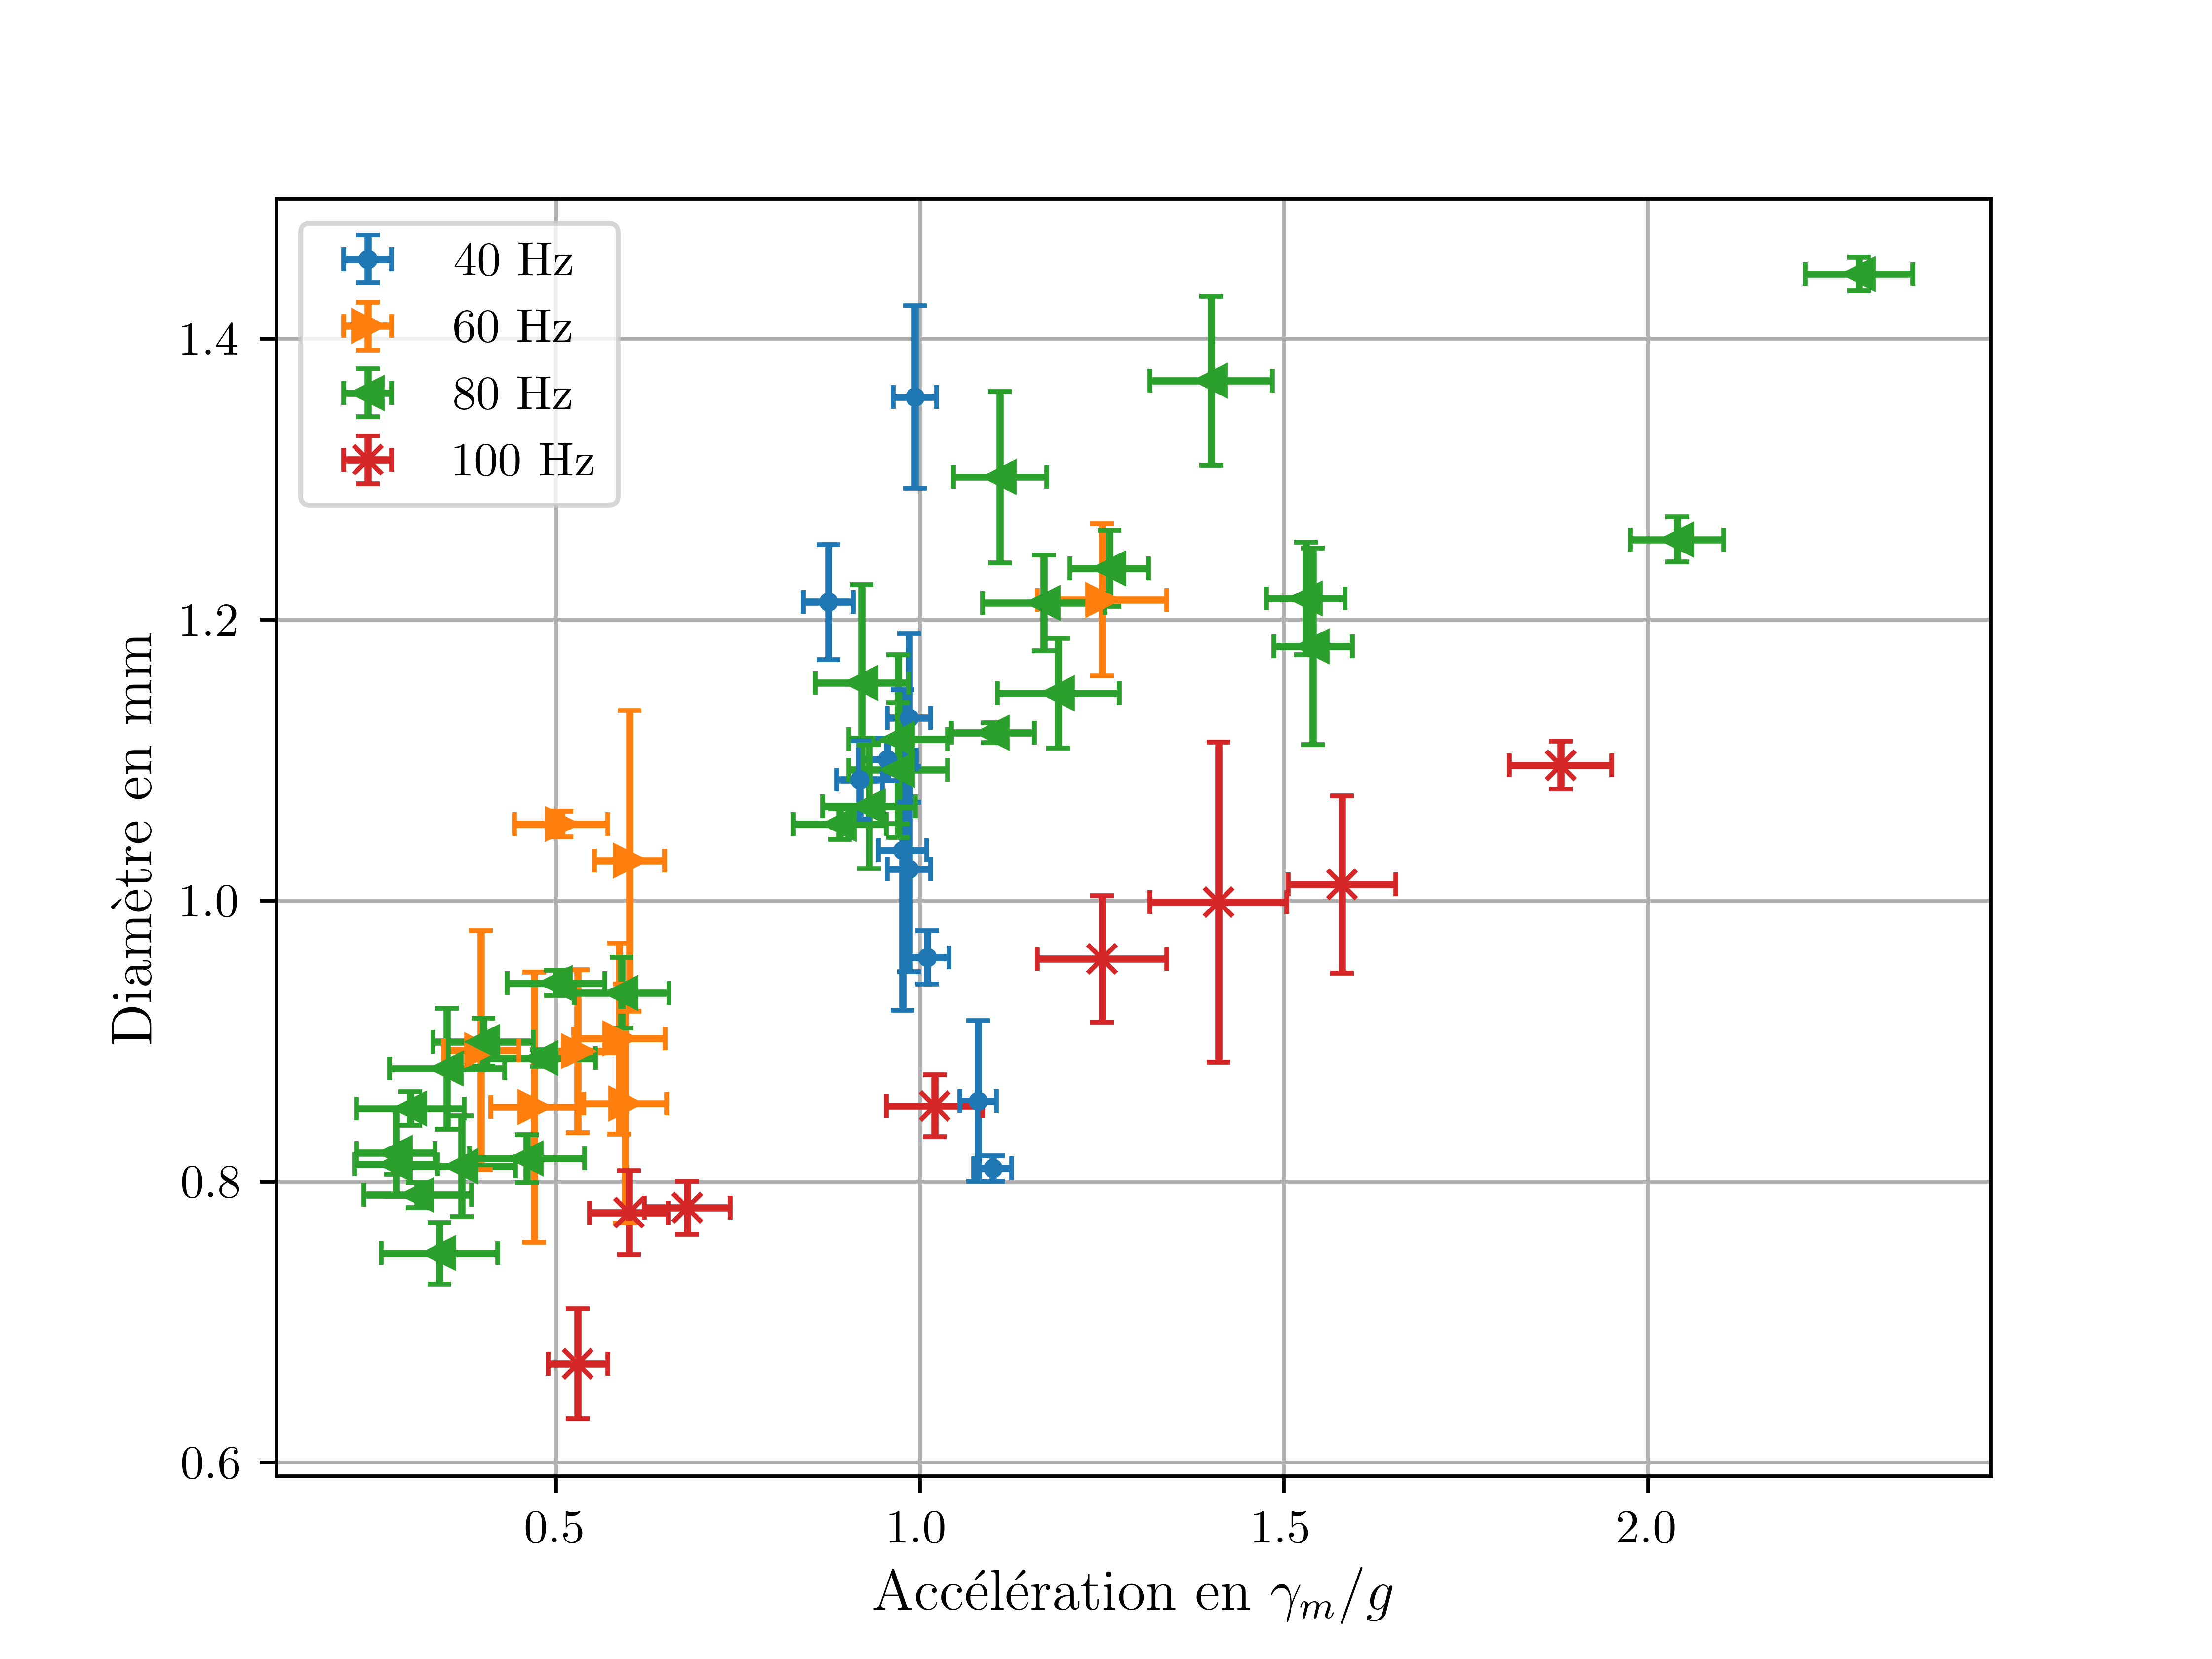 40 Hz
60 Hz
80 Hz
100 Hz
1.4
1.2
1.0
0.8
0.6
Diamètre en mm
0.5 1.0 1.5 2.0
Accélération en γm/g